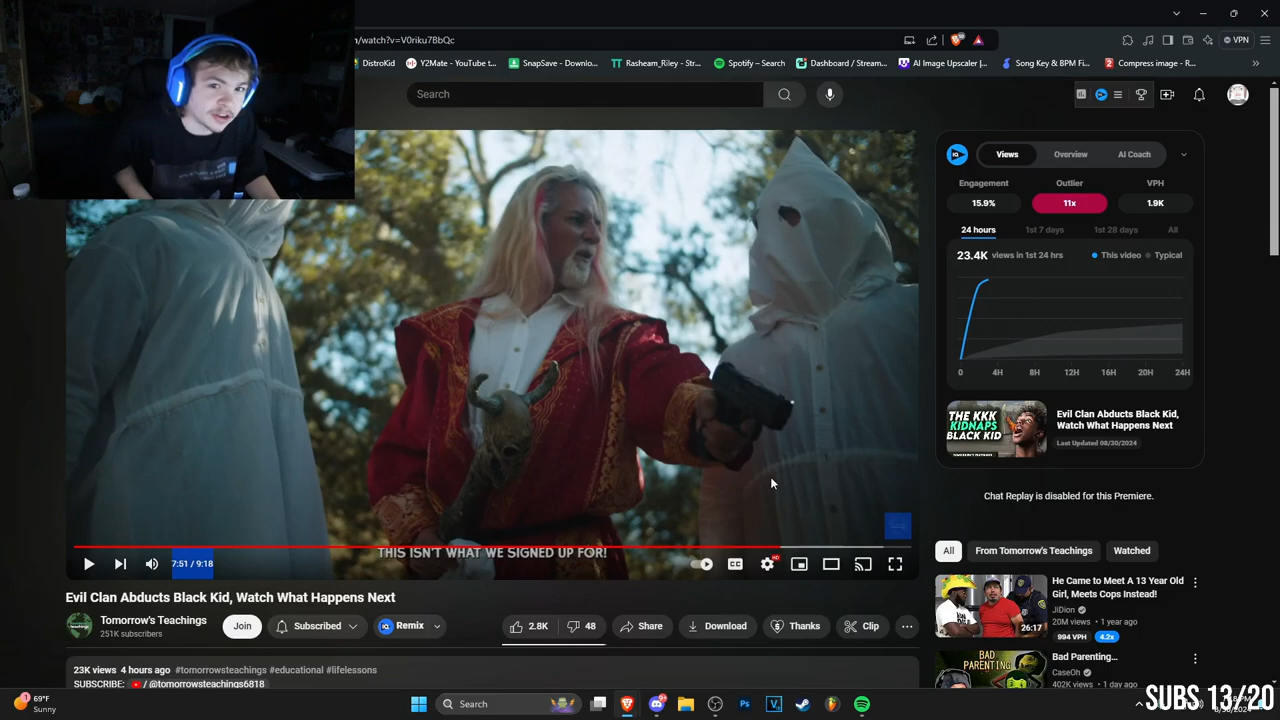 n/watch?v=V0riku7BbQc
VPN
DistroKid
Y2Mate - YouTube t...
SnapSave - Downlo...
Rasheam_Riley - Str...
Spotify – Search
Dashboard / Stream...
AI Image Upscaler |...
Song Key & BPM Fi...
Compress image - R...
Search
Views
Overview
AI Coach
Engagement
Outlier
VPH
15.9%
11x
1.9K
24 hours
1st 7 days
1st 28 days
All
23.4K views in 1st 24 hrs
This video
Typical
0
4H
8H
12H
16H
20H
24H
THE KKK
KIDNAPS
BLACK KID
Evil Clan Abducts Black Kid,
Watch What Happens Next
Last Updated 08/30/2024
Chat Replay is disabled for this Premiere.
THIS ISN'T WHAT WE SIGNED UP FOR!
7:51 / 9:18
HD
All
From Tomorrow's Teachings
Watched
Evil Clan Abducts Black Kid, Watch What Happens Next
Tomorrow's Teachings
251K subscribers
Join
Subscribed
Remix
2.8K
48
Share
Download
Thanks
Clip
He Came to Meet A 13 Year Old
Girl, Meets Cops Instead!
JiDion
20M views • 1 year ago
994 VPH
4.2x
26:17
BAD
PARENTING
Bad Parenting...
CaseOh
402K views • 1 day ago
23K views 4 hours ago #tomorrowsteachings #educational #lifelessons
SUBSCRIBE: / @tomorrowsteachings6818
69°F
Sunny
Search
SUBS 13/20